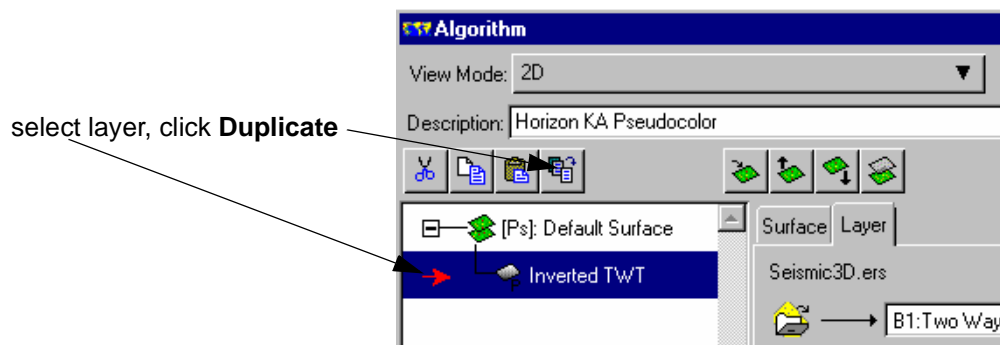 Algorithm
View Mode: 2D
select layer, click Duplicate
Description: Horizon KA Pseudocolor
[Ps]: Default Surface
Surface Layer
Inverted TWT
Seismic3D.ers
B1:Two Way